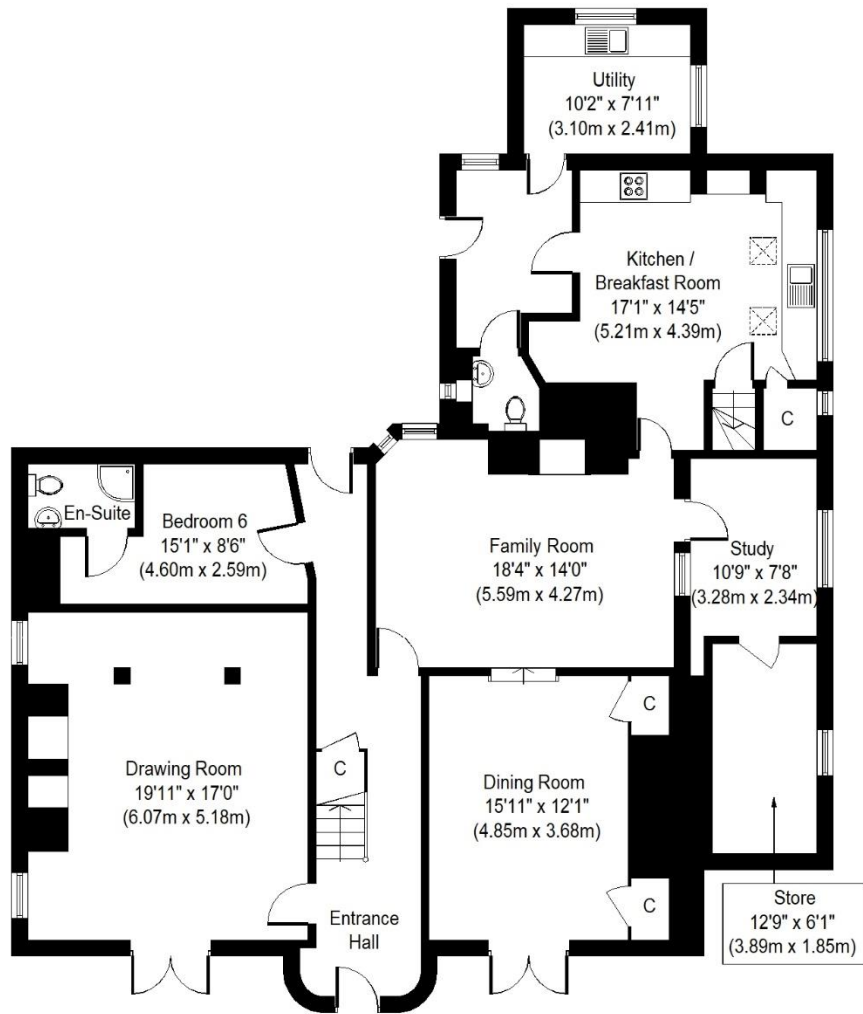 Utility
10'2" x 7'11"
(3.10m x 2.41m)
Kitchen /
Breakfast Room
17'1" x 14'5"
(5.21m x 4.39m)
C
En-Suite
Bedroom 6
15'1" x 8'6"
(4.60m x 2.59m)
Family Room
18'4" x 14'0"
(5.59m x 4.27m)
Study
10'9" x 7'8"
(3.28m x 2.34m)
C
Drawing Room
19'11" x 17'0"
(6.07m x 5.18m)
C
Dining Room
15'11" x 12'1"
(4.85m x 3.68m)
C
Entrance
Hall
Store
12'9" x 6'1"
(3.89m x 1.85m)